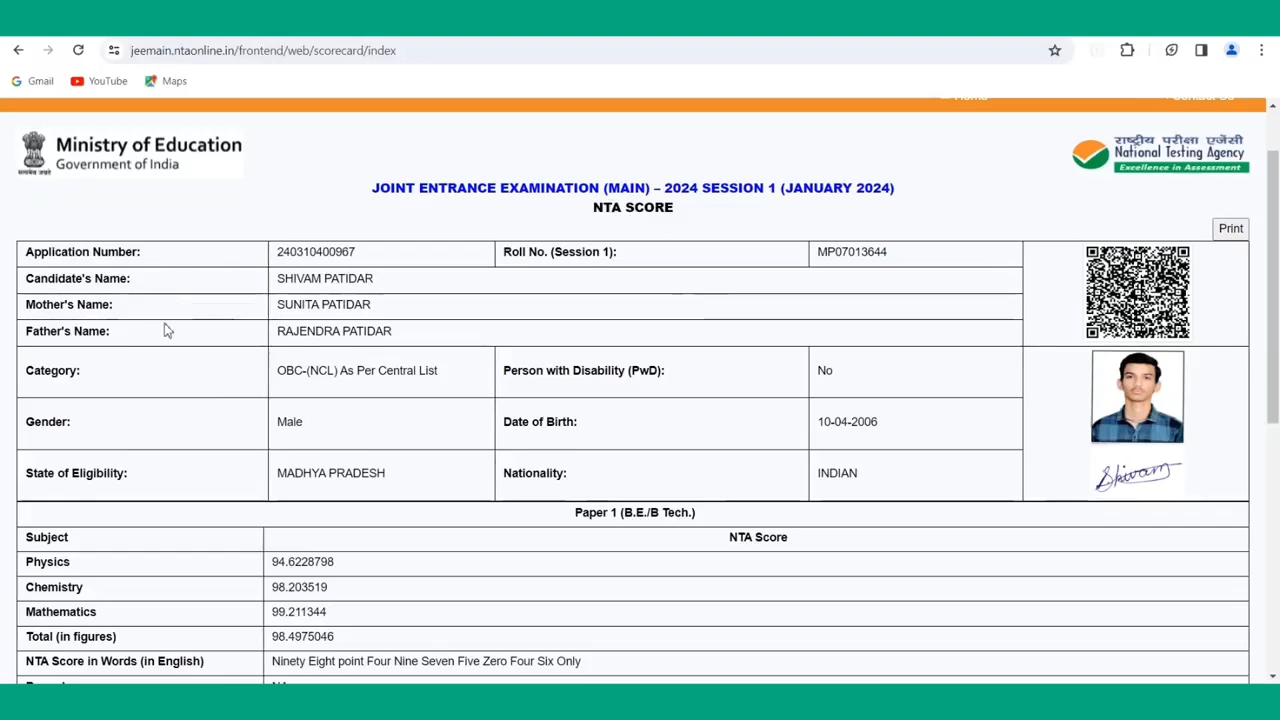 jeemain.ntaonline.in/frontend/web/scorecard/index
Gmail YouTube Maps
Home Contact Us
Ministry of Education
Government of India
सत्यमेव जयते
राष्ट्रीय परीक्षा एजेंसी
National Testing Agency
Excellence in Assessment
JOINT ENTRANCE EXAMINATION (MAIN) – 2024 SESSION 1 (JANUARY 2024)
NTA SCORE
Print
Application Number: 240310400967 Roll No. (Session 1): MP07013644
Candidate's Name: SHIVAM PATIDAR
Mother's Name: SUNITA PATIDAR
Father's Name: RAJENDRA PATIDAR
Category: OBC-(NCL) As Per Central List Person with Disability (PwD): No
Gender: Male Date of Birth: 10-04-2006
State of Eligibility: MADHYA PRADESH Nationality: INDIAN
Shivam
Paper 1 (B.E./B Tech.)
Subject NTA Score
Physics 94.6228798
Chemistry 98.203519
Mathematics 99.211344
Total (in figures) 98.4975046
NTA Score in Words (in English) Ninety Eight point Four Nine Seven Five Zero Four Six Only